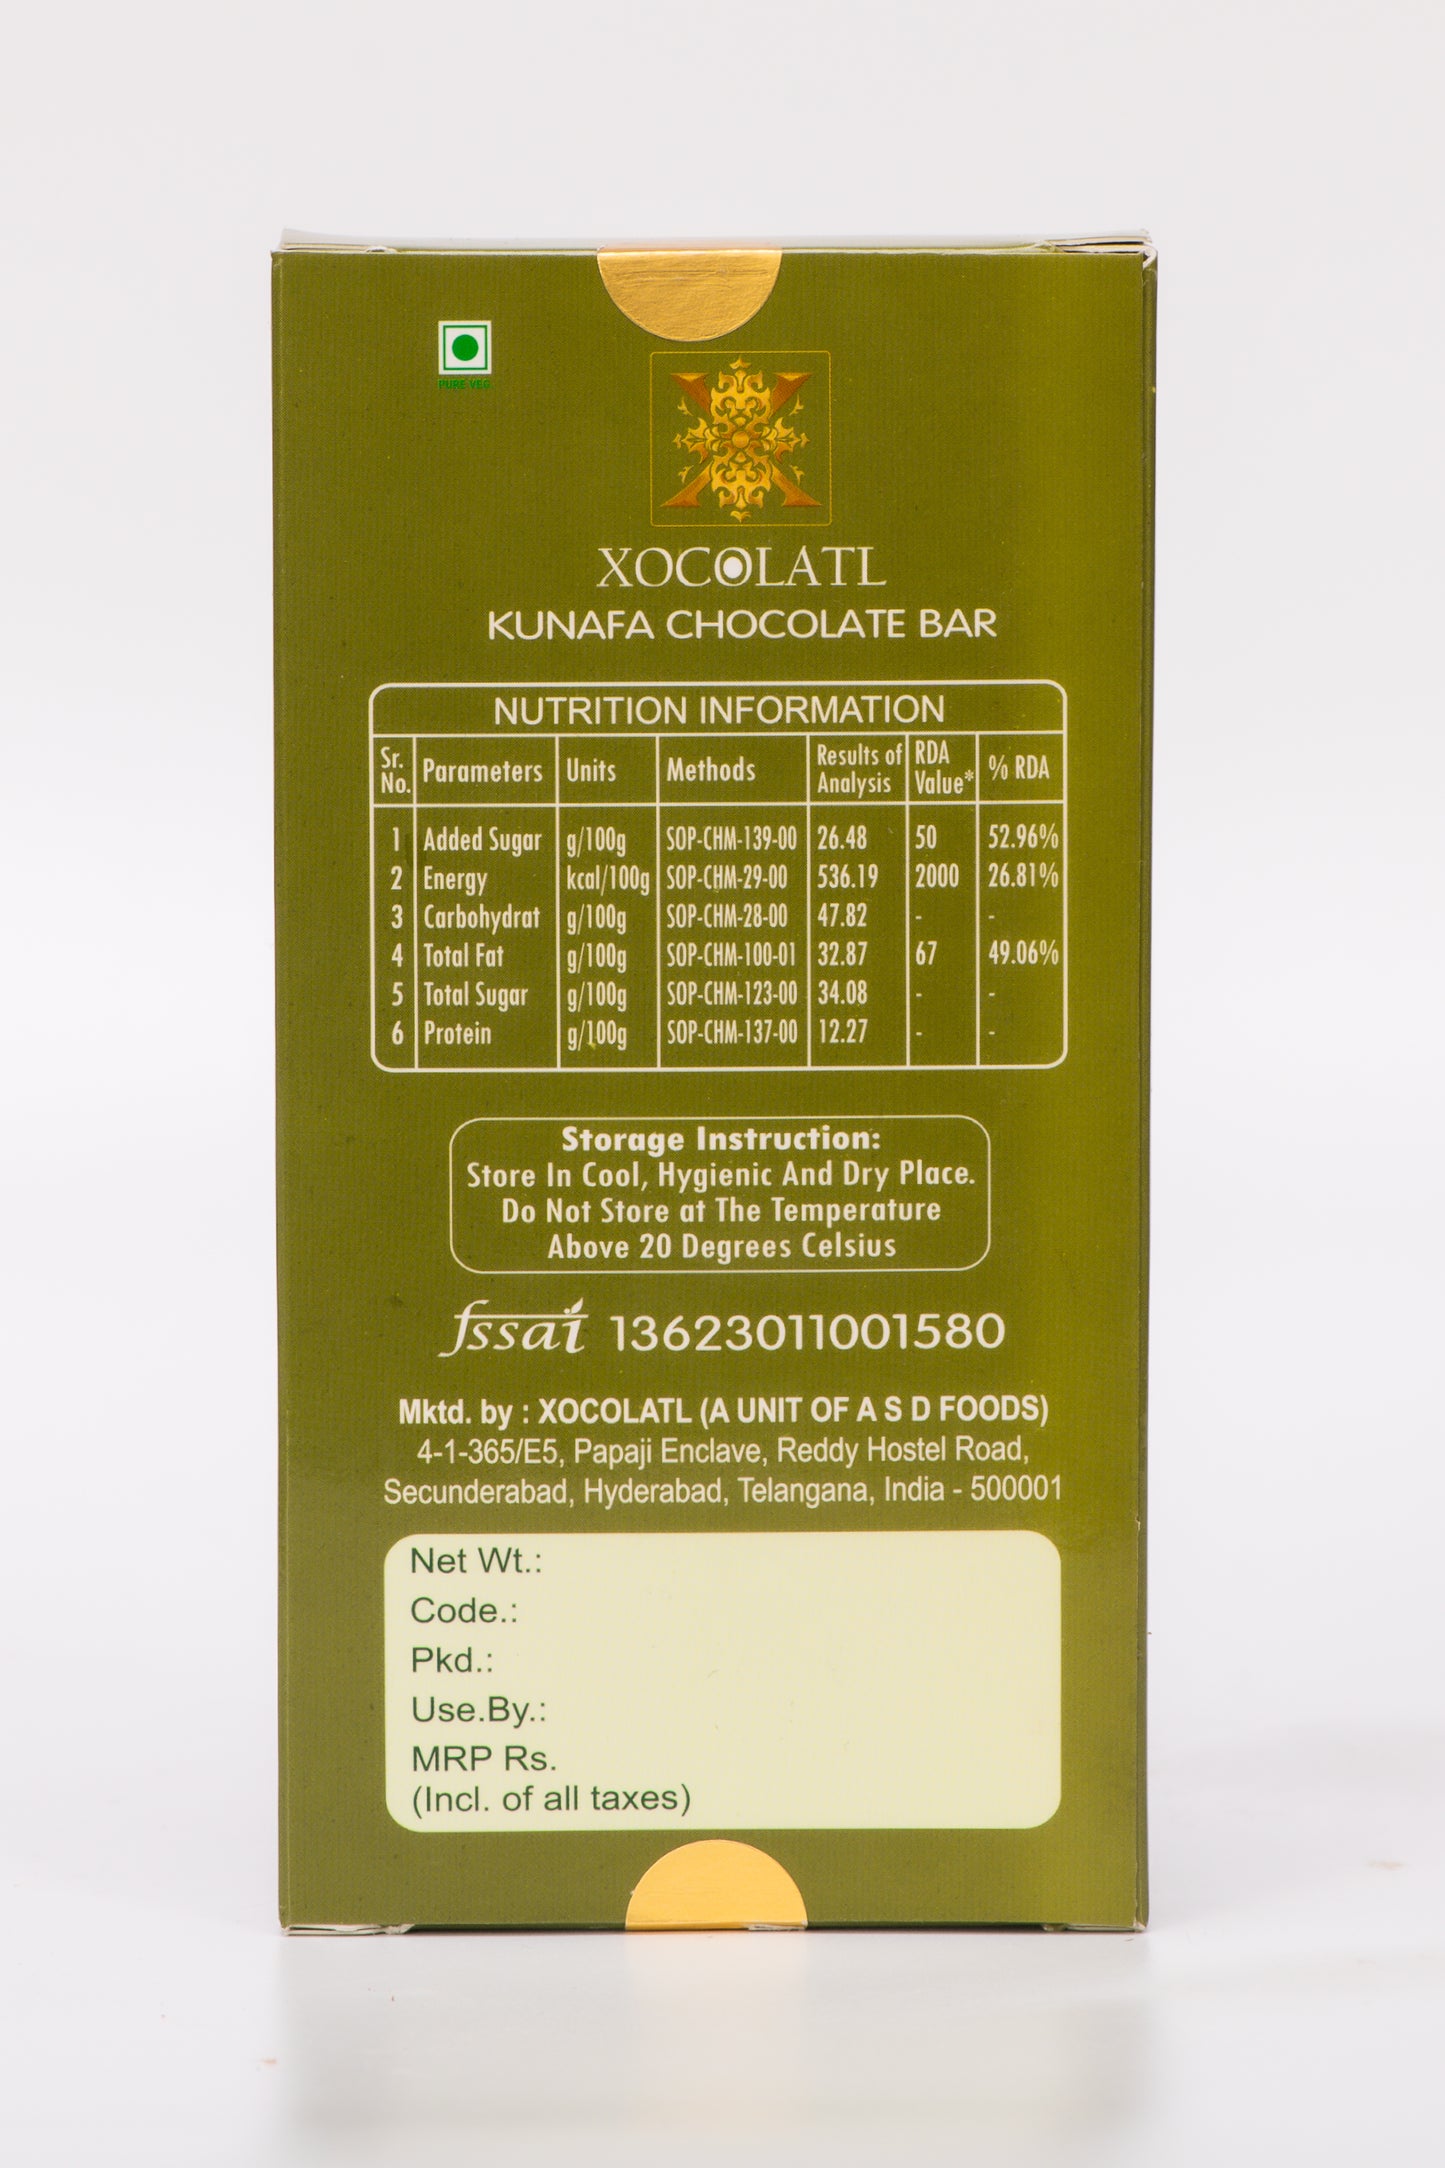 PURE VEG
XOCOLATL
KUNAFA CHOCOLATE BAR
NUTRITION INFORMATION
Sr. No. Parameters Units Methods Results of Analysis RDA Value* % RDA
1 Added Sugar g/100g SOP-CHM-139-00 26.48 50 52.96%
2 Energy kcal/100g SOP-CHM-29-00 536.19 2000 26.81%
3 Carbohydrat g/100g SOP-CHM-28-00 47.82 - -
4 Total Fat g/100g SOP-CHM-100-01 32.87 67 49.06%
5 Total Sugar g/100g SOP-CHM-123-00 34.08 - -
6 Protein g/100g SOP-CHM-137-00 12.27 - -
Storage Instruction:
Store In Cool, Hygienic And Dry Place.
Do Not Store at The Temperature
Above 20 Degrees Celsius
fssai 13623011001580
Mktd. by : XOCOLATL (A UNIT OF A S D FOODS)
4-1-365/E5, Papaji Enclave, Reddy Hostel Road,
Secunderabad, Hyderabad, Telangana, India - 500001
Net Wt.:
Code.:
Pkd.:
Use.By.:
MRP Rs.
(Incl. of all taxes)